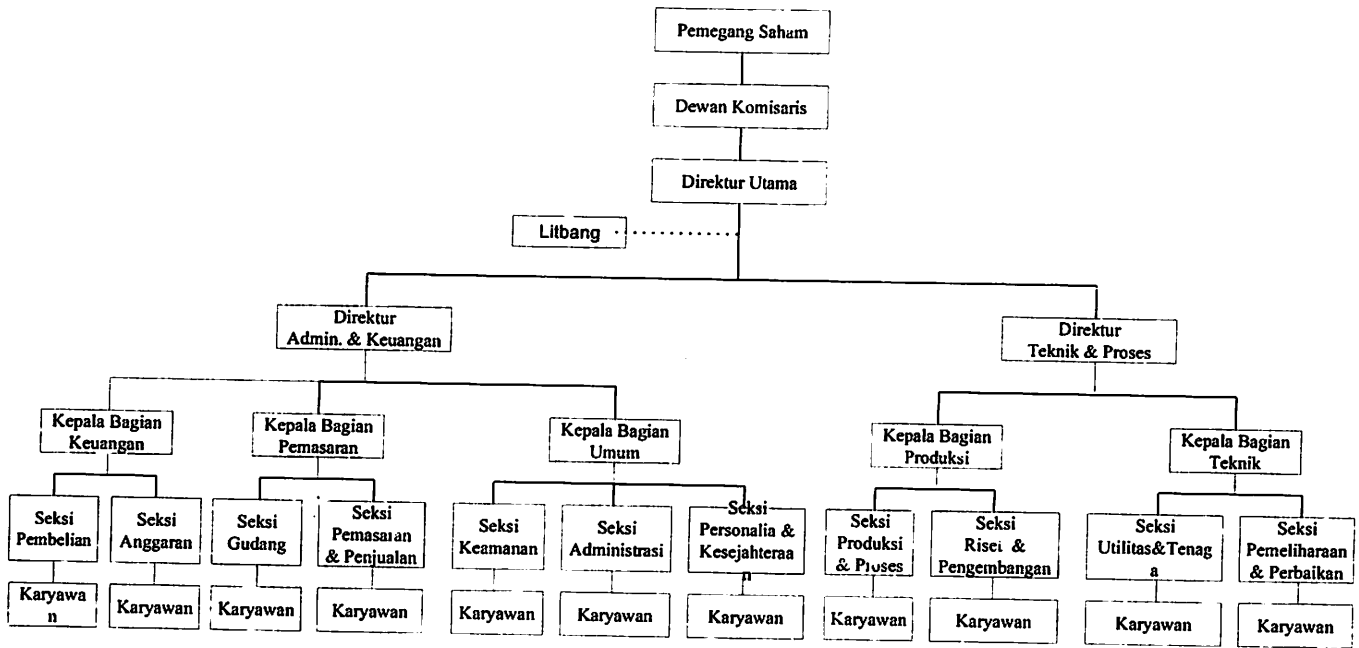 Pemegang Saham
Dewan Komisaris
Direktur Utama
Litbang
Direktur
Admin. & Keuangan
Direktur
Teknik & Proses
Kepala Bagian
Keuangan
Kepala Bagian
Pemasaran
Kepala Bagian
Umum
Kepala Bagian
Produksi
Kepala Bagian
Teknik
Seksi
Pembelian
Seksi
Anggaran
Seksi
Gudang
Seksi
Pemasaran
& Penjualan
Seksi
Keamanan
Seksi
Administrasi
Seksi
Personalia &
Kesejahteraa
n
Seksi
Produksi
& Proses
Seksi
Riset &
Pengembangan
Seksi
Utilitas&Tenag
a
Seksi
Pemeliharaan
& Perbaikan
Karyawa
n
Karyawan
Karyawan
Karyawan
Karyawan
Karyawan
Karyawan
Karyawan
Karyawan
Karyawan
Karyawan